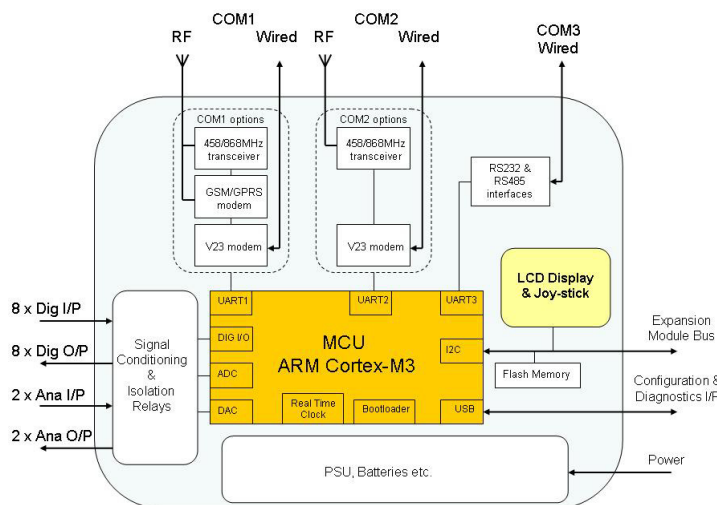 COM1
COM2
RF
Wired
RF
Wired
COM3
Wired
COM1 options
COM2 options
458/868MHz
transceiver
458/868MHz
transceiver
GSM/GPRS
modem
RS232 &
RS485
interfaces
V23 modem
V23 modem
LCD Display
& Joy-stick
UART1
UART2
UART3
8 x Dig I/P
8 x Dig O/P
2 x Ana I/P
2 x Ana O/P
Signal
Conditioning
&
Isolation
Relays
DIG I/O
ADC
DAC
MCU
ARM Cortex-M3
I2C
Flash Memory
Expansion
Module Bus
Real Time
Clock
Bootloader
USB
Configuration &
Diagnostics I/F
PSU, Batteries etc.
Power